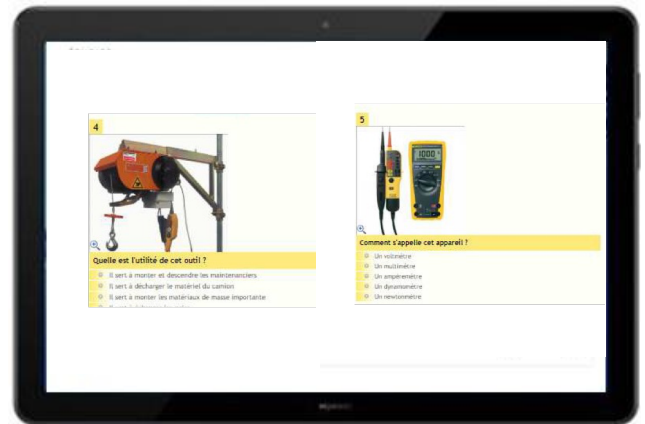 4
Quelle est l'utilité de cet outil ?
Il sert à monter et descendre les maintenanciers
Il sert à décharger le matériel du camion
Il sert à monter les matériaux de masse importante
5
1000
Comment s'appelle cet appareil ?
Un voltmètre
Un multimètre
Un ampèremètre
Un dynamomètre
Un newtonmètre